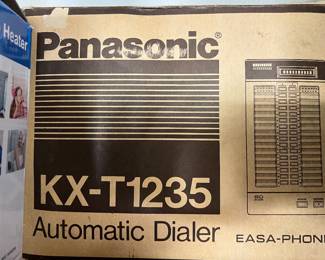 Heater
Panasonic®
KX-T1235
Automatic Dialer
EASA-PHONE